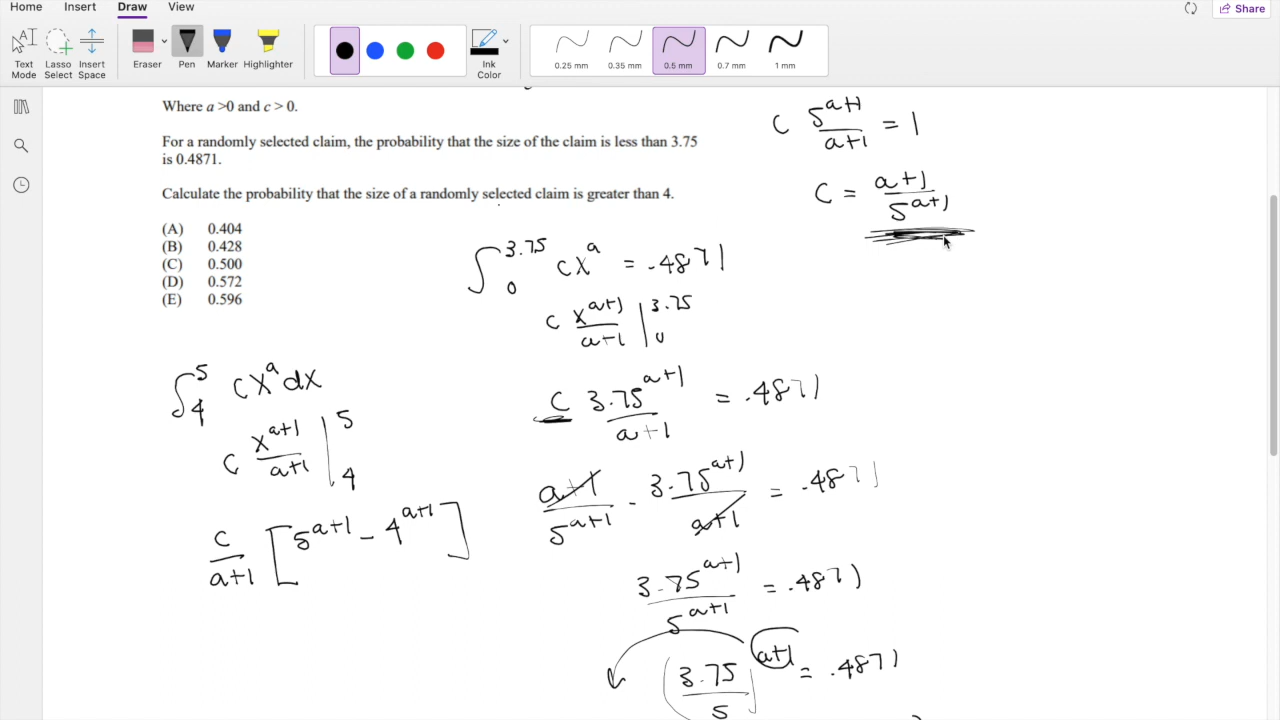 Home Insert Draw View
Share
Text Mode
Lasso Select
Insert Space
Eraser
Pen
Marker
Highlighter
Ink Color
0.25 mm
0.35 mm
0.5 mm
0.7 mm
1 mm
Where a >0 and c > 0.
For a randomly selected claim, the probability that the size of the claim is less than 3.75
is 0.4871.
Calculate the probability that the size of a randomly selected claim is greater than 4.
(A) 0.404
(B) 0.428
(C) 0.500
(D) 0.572
(E) 0.596
C 5^{a+1}/a+1 = 1
C = a+1/5^{a+1}
∫_0^{3.75} cx^a = .4871
c x^{a+1}/a+1 |_0^{3.75}
C 3.75^{a+1}/a+1 = .4871
a+1/5^{a+1} · 3.75^{a+1}/a+1 = .4871
3.75^{a+1}/5^{a+1} = .4871
(3.75/5)^{a+1} = .4871
∫_4^5 cx^a dx
c x^{a+1}/a+1 |_4^5
c/a+1 [5^{a+1} - 4^{a+1}]